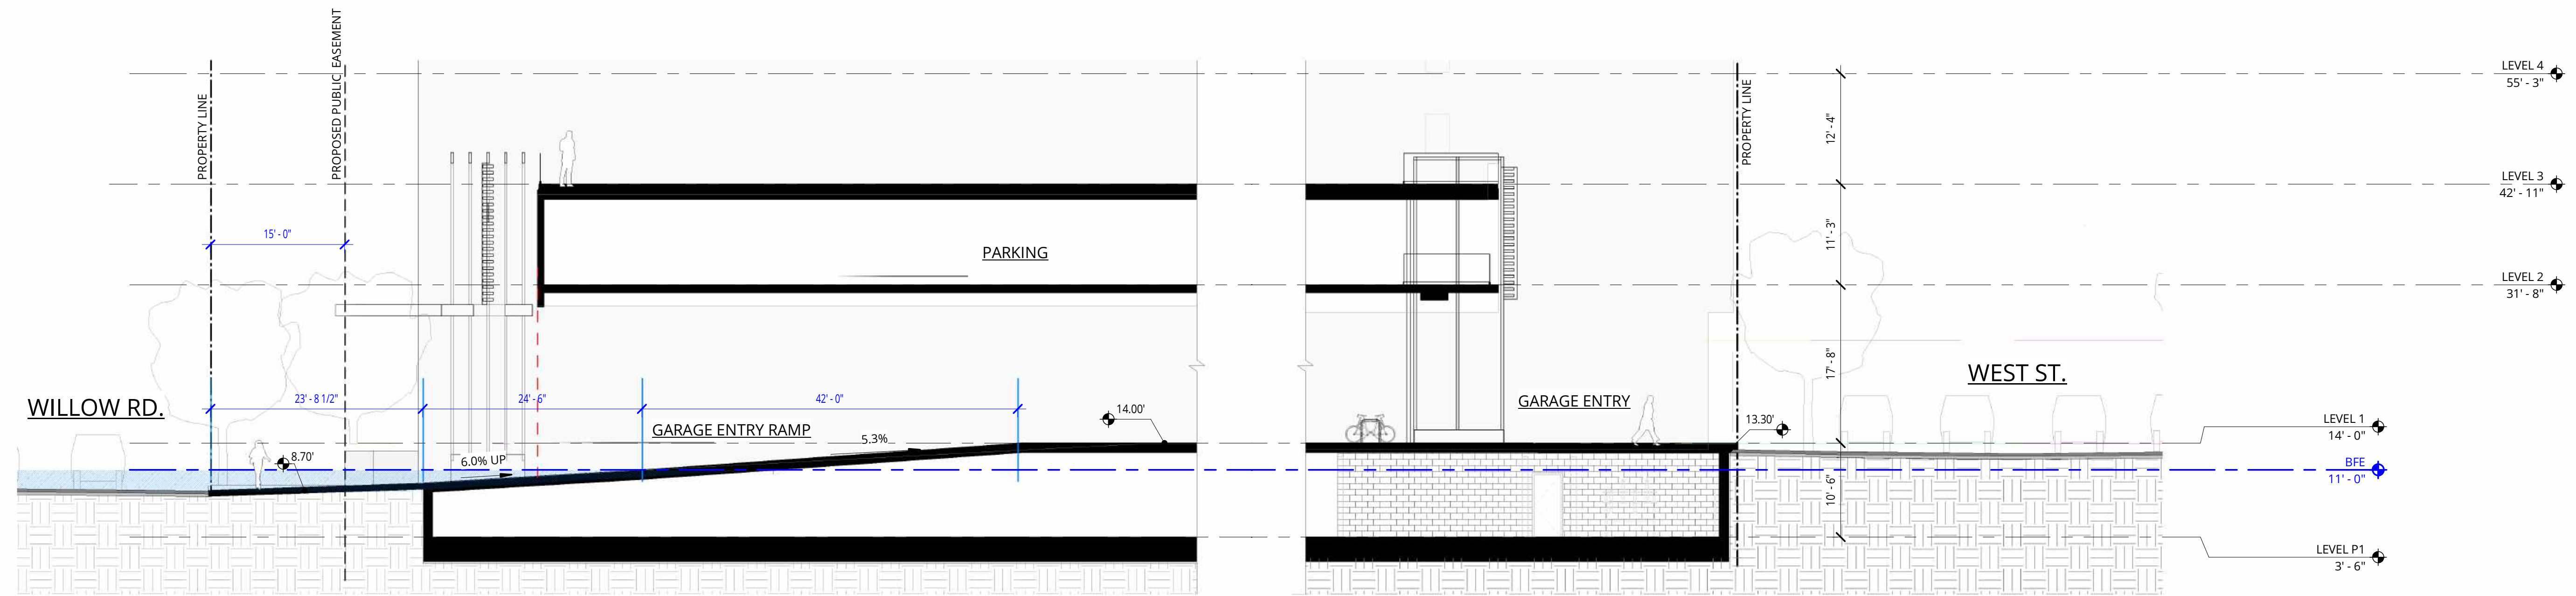 PROPERTY LINE
PROPOSED PUBLIC EASEMENT
PROPERTY LINE
LEVEL 4
55' - 3"
12' - 4"
LEVEL 3
42' - 11"
15' - 0"
11' - 3"
PARKING
LEVEL 2
31' - 8"
17' - 8"
WEST ST.
WILLOW RD.
23' - 8 1/2"
24' - 6"
42' - 0"
GARAGE ENTRY
14.00'
13.30'
LEVEL 1
14' - 0"
GARAGE ENTRY RAMP
5.3%
8.70'
6.0% UP
BFE
11' - 0"
10' - 6"
LEVEL P1
3' - 6"